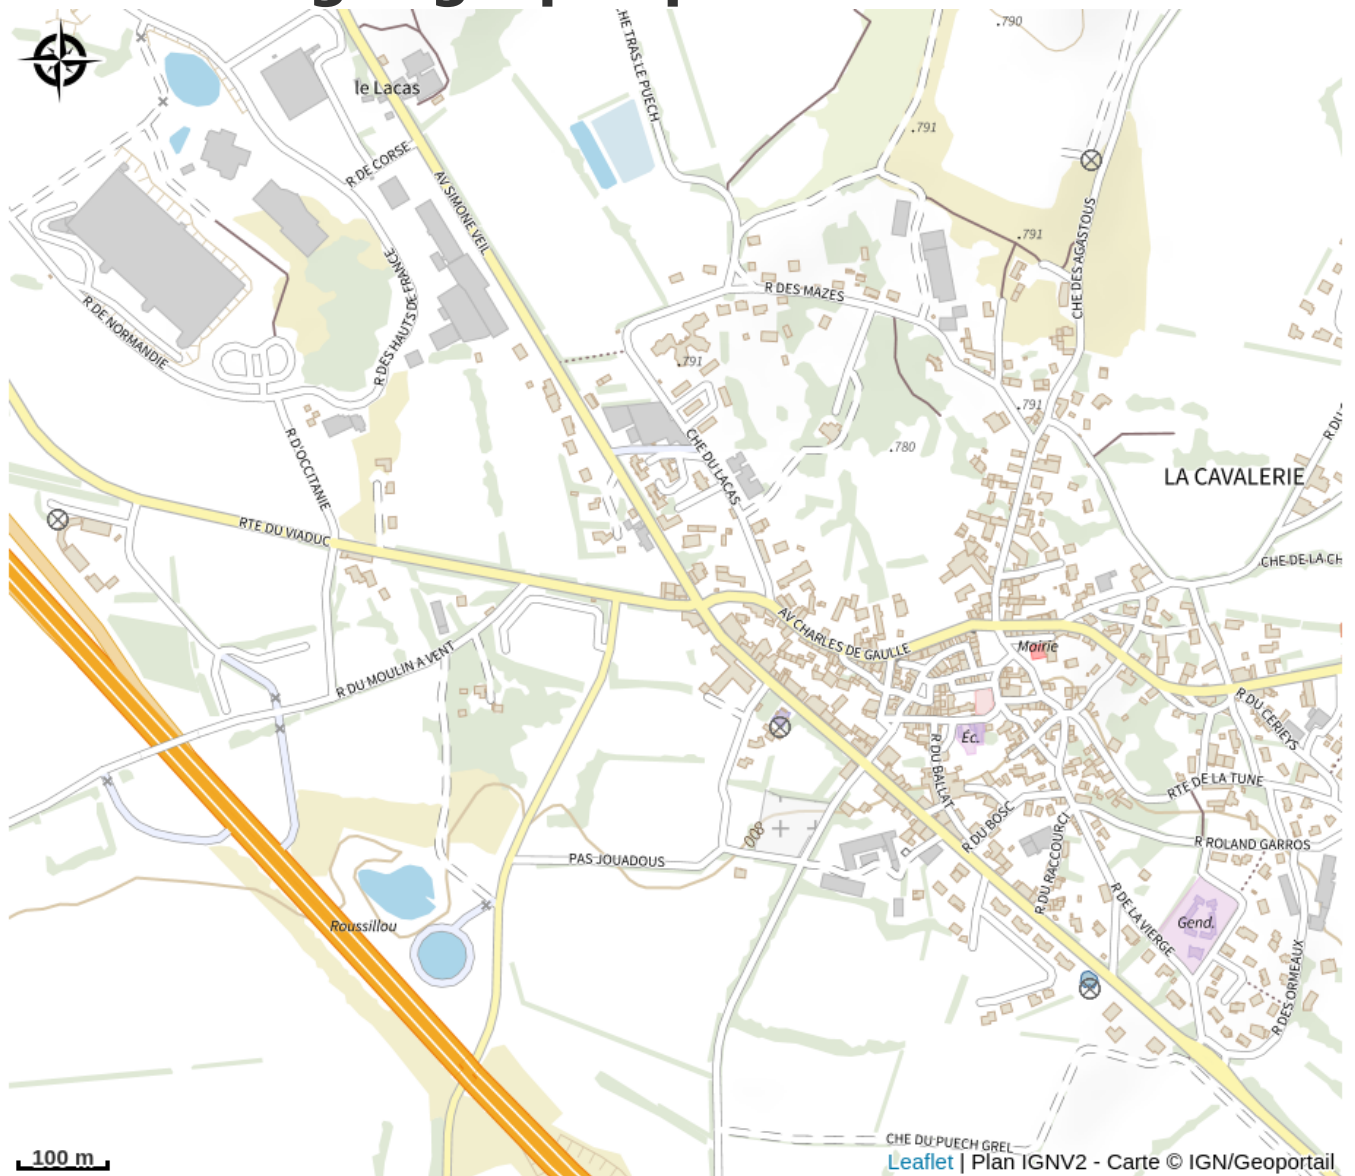 .790
CHE TRAS LE PUECH
le Lacas
.791
R DE CORSE
AV SIMONE VEIL
CHE DES AGASTOUS
.791
R DES HAUTS DE FRANCE
R DES MAZES
R DE NORMANDIE
.791
.791
R D'OCCITANIE
CHE DU LACAS
.780
LA CAVALERIE
RTE DU VIADUC
CHE DE LA CH
AV CHARLES DE GAULLE
Mairie
R DU MOULIN A VENT
R DU CERIEYS
Éc.
R DU BALLAT
RTE DE LA TUNE
800
R DU BOSC
R DU RACCOURCI
R ROLAND GARROS
PAS JOUADOUS
R DE LA VIERGE
Gend.
Roussillou
R DES ORMEAUX
CHE DU PUECH GREL
100 m
Leaflet | Plan IGNV2 - Carte © IGN/Geoportail